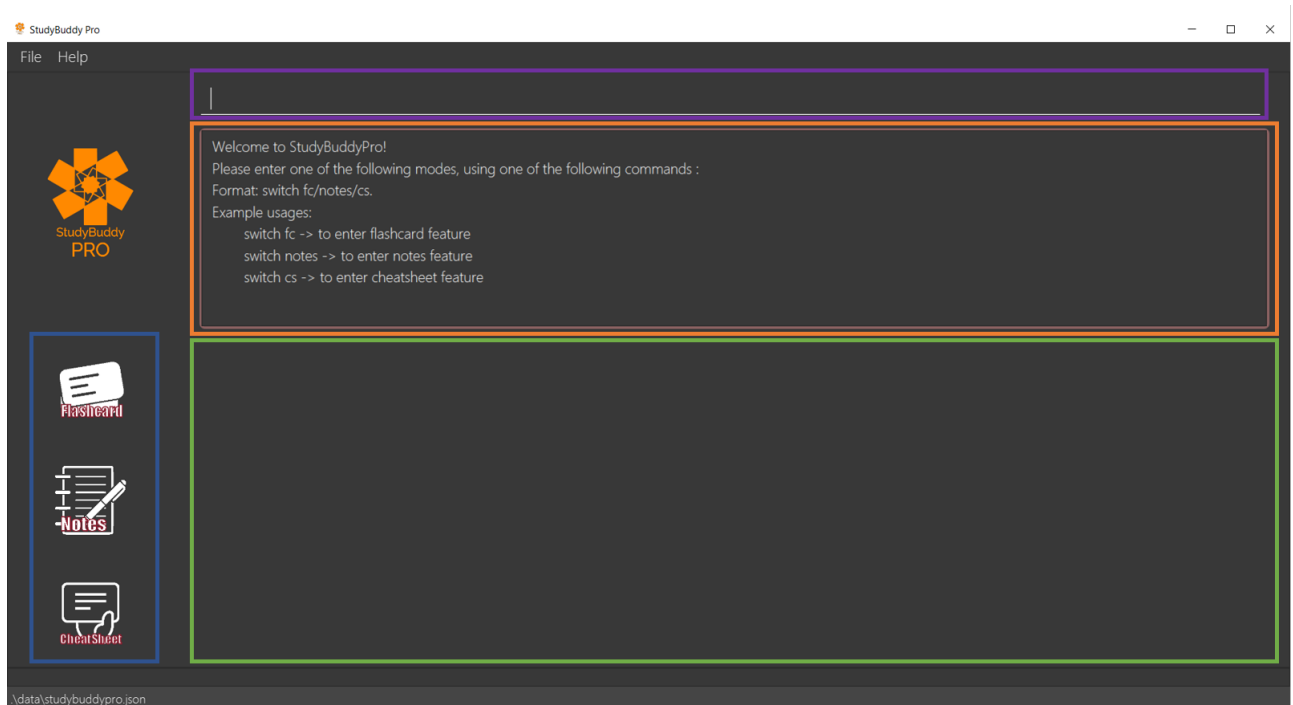 StudyBuddy Pro
File Help
Welcome to StudyBuddyPro!
Please enter one of the following modes, using one of the following commands :
Format: switch fc/notes/cs.
Example usages:
switch fc -> to enter flashcard feature
switch notes -> to enter notes feature
switch cs -> to enter cheatsheet feature
StudyBuddy
PRO
Flashcard
Notes
CheatSheet
.\data\studybuddypro.json